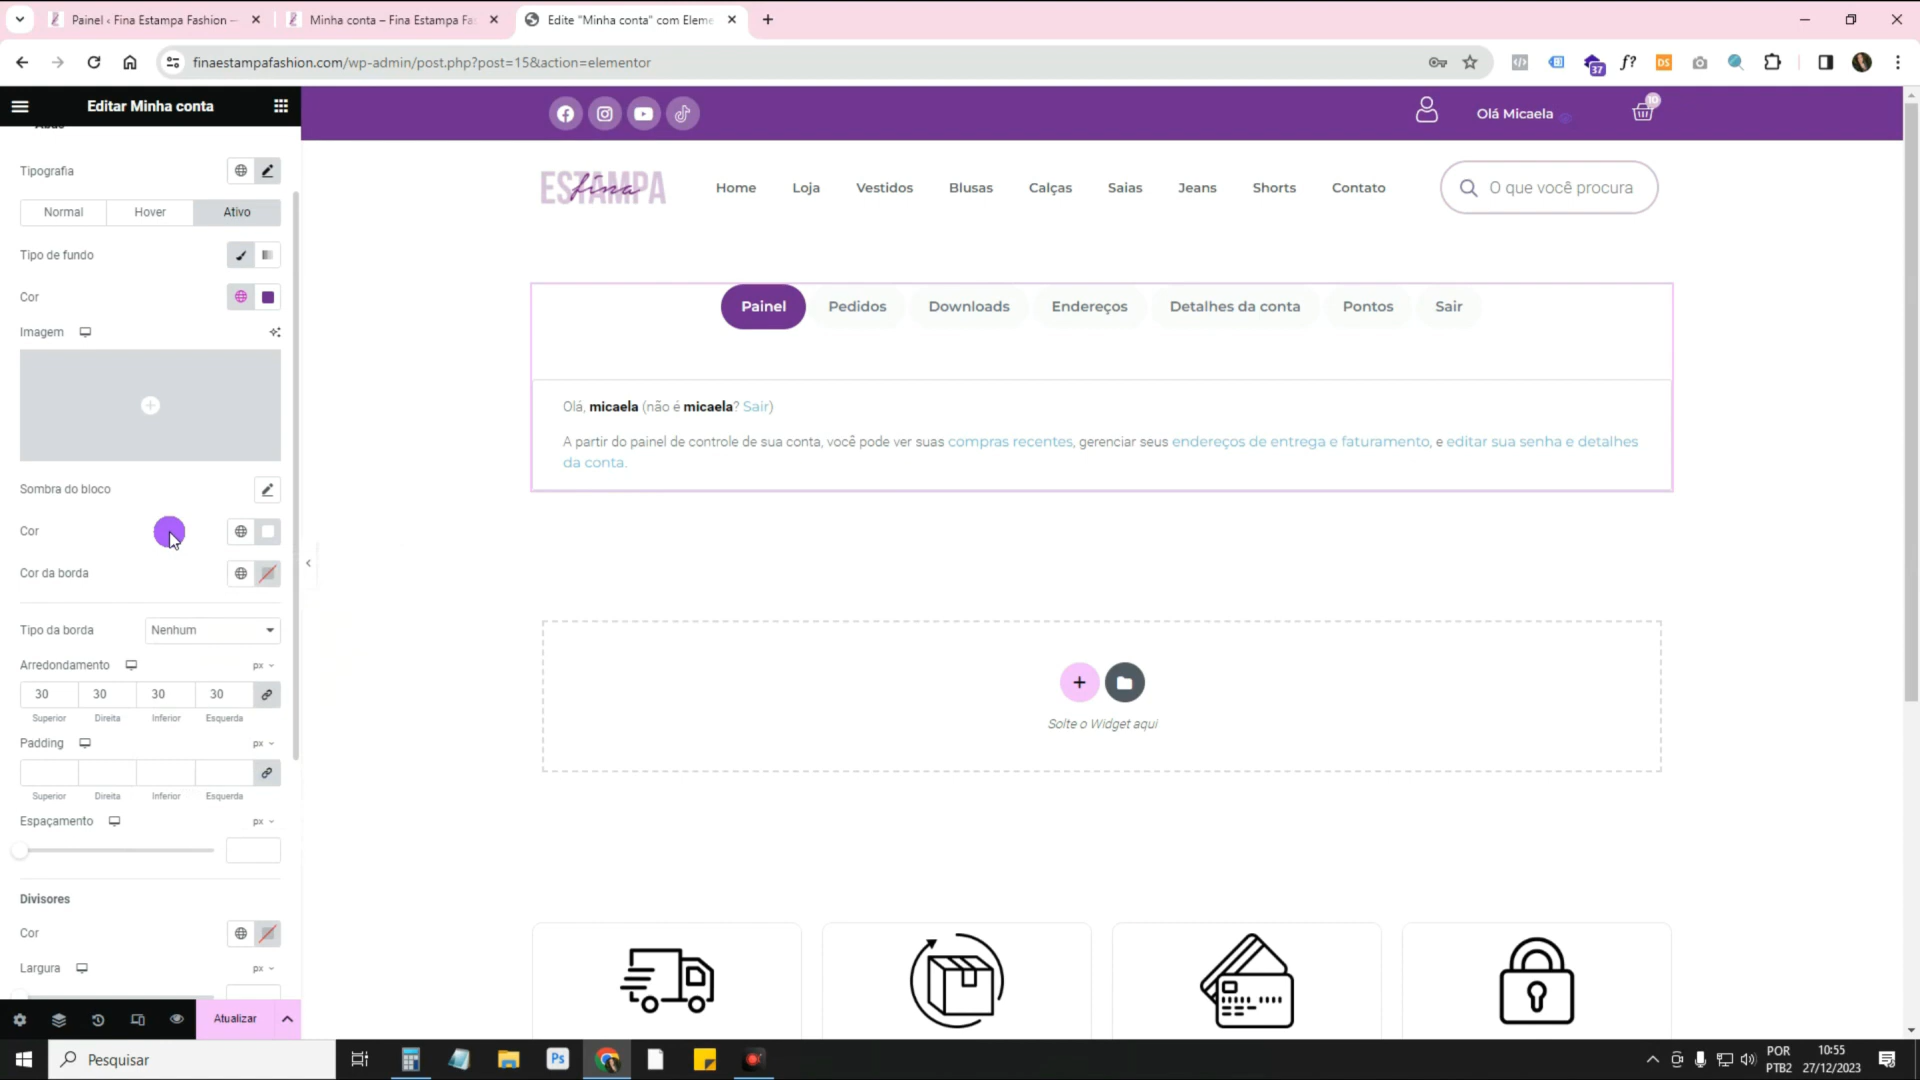 Painel ‹ Fina Estampa Fashion —
Minha conta – Fina Estampa Fa
Edite "Minha conta" com Eleme
finaestampafashion.com/wp-admin/post.php?post=15&action=elementor
37
f?
DS
Editar Minha conta
Olá Micaela
10
Tipografia
Normal
Hover
Ativo
Tipo de fundo
Cor
Imagem
Sombra do bloco
Cor
Cor da borda
Tipo da borda
Nenhum
Arredondamento
px
30
30
30
30
Superior
Direita
Inferior
Esquerda
Padding
px
Superior
Direita
Inferior
Esquerda
Espaçamento
px
Divisores
Cor
Largura
px
Atualizar
ESTAMPA
fina
Home
Loja
Vestidos
Blusas
Calças
Saias
Jeans
Shorts
Contato
O que você procura
Painel
Pedidos
Downloads
Endereços
Detalhes da conta
Pontos
Sair
Olá, micaela (não é micaela? Sair)
A partir do painel de controle de sua conta, você pode ver suas compras recentes, gerenciar seus endereços de entrega e faturamento, e editar sua senha e detalhes
da conta.
Solte o Widget aqui
Pesquisar
Ps
POR
PTB2
10:55
27/12/2023